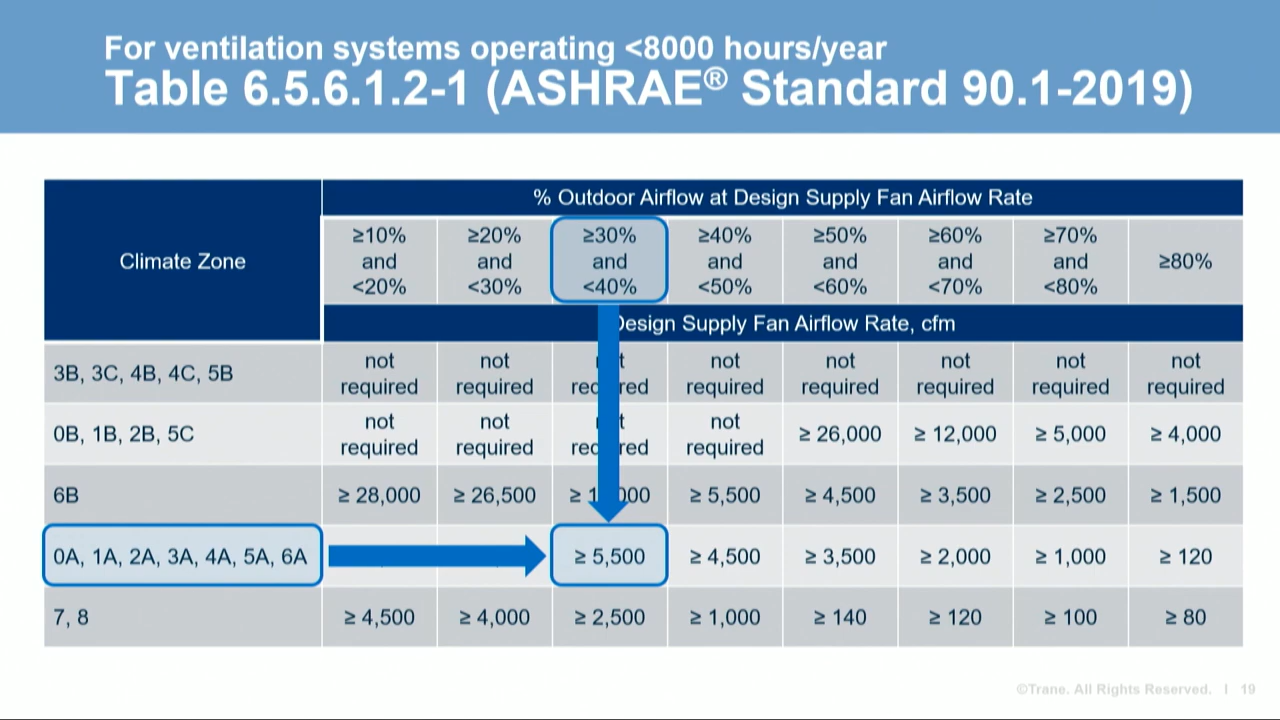 For ventilation systems operating <8000 hours/year
Table 6.5.6.1.2-1 (ASHRAE® Standard 90.1-2019)
Climate Zone
% Outdoor Airflow at Design Supply Fan Airflow Rate
≥10% and <20%
≥20% and <30%
≥30% and <40%
≥40% and <50%
≥50% and <60%
≥60% and <70%
≥70% and <80%
≥80%
Design Supply Fan Airflow Rate, cfm
3B, 3C, 4B, 4C, 5B
not required
not required
not required
not required
not required
not required
not required
not required
0B, 1B, 2B, 5C
not required
not required
not required
not required
≥ 26,000
≥ 12,000
≥ 5,000
≥ 4,000
6B
≥ 28,000
≥ 26,500
≥ 5,500
≥ 4,500
≥ 3,500
≥ 2,500
≥ 1,500
0A, 1A, 2A, 3A, 4A, 5A, 6A
≥ 5,500
≥ 4,500
≥ 3,500
≥ 2,000
≥ 1,000
≥ 120
7, 8
≥ 4,500
≥ 4,000
≥ 2,500
≥ 1,000
≥ 140
≥ 120
≥ 100
≥ 80
©Trane. All Rights Reserved. | 19